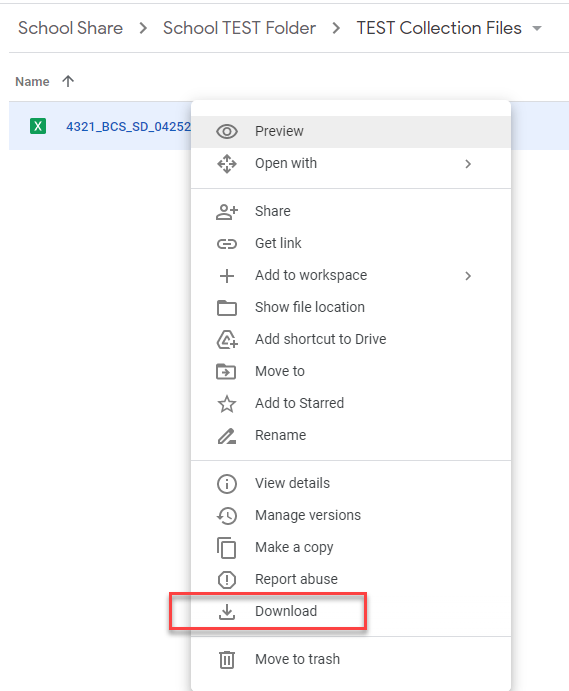 School Share > School TEST Folder > TEST Collection Files
Name
X 4321_BCS_SD_04252
Preview
Open with
Share
Get link
Add to workspace
Show file location
Add shortcut to Drive
Move to
Add to Starred
Rename
View details
Manage versions
Make a copy
Report abuse
Download
Move to trash